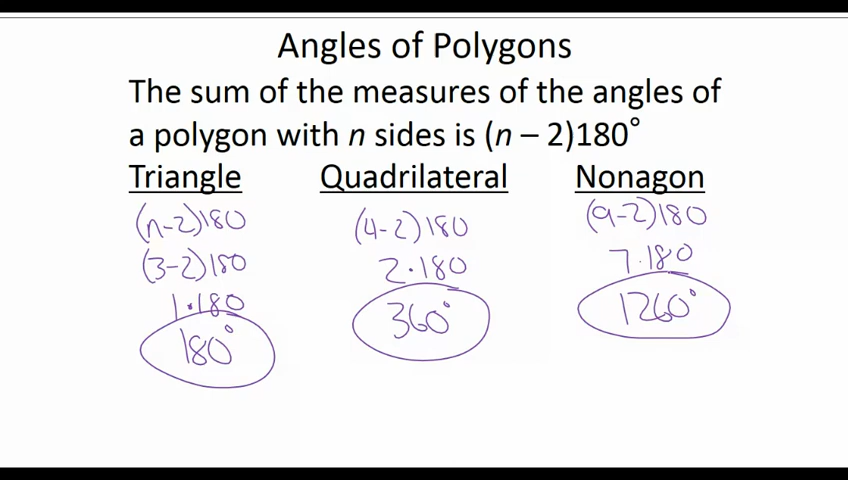 Angles of Polygons
The sum of the measures of the angles of
a polygon with n sides is (n – 2)180°
Triangle
(n-2)180
(3-2)180
1·180
180°
Quadrilateral
(4-2)180
2·180
360°
Nonagon
(9-2)180
7·180
1260°